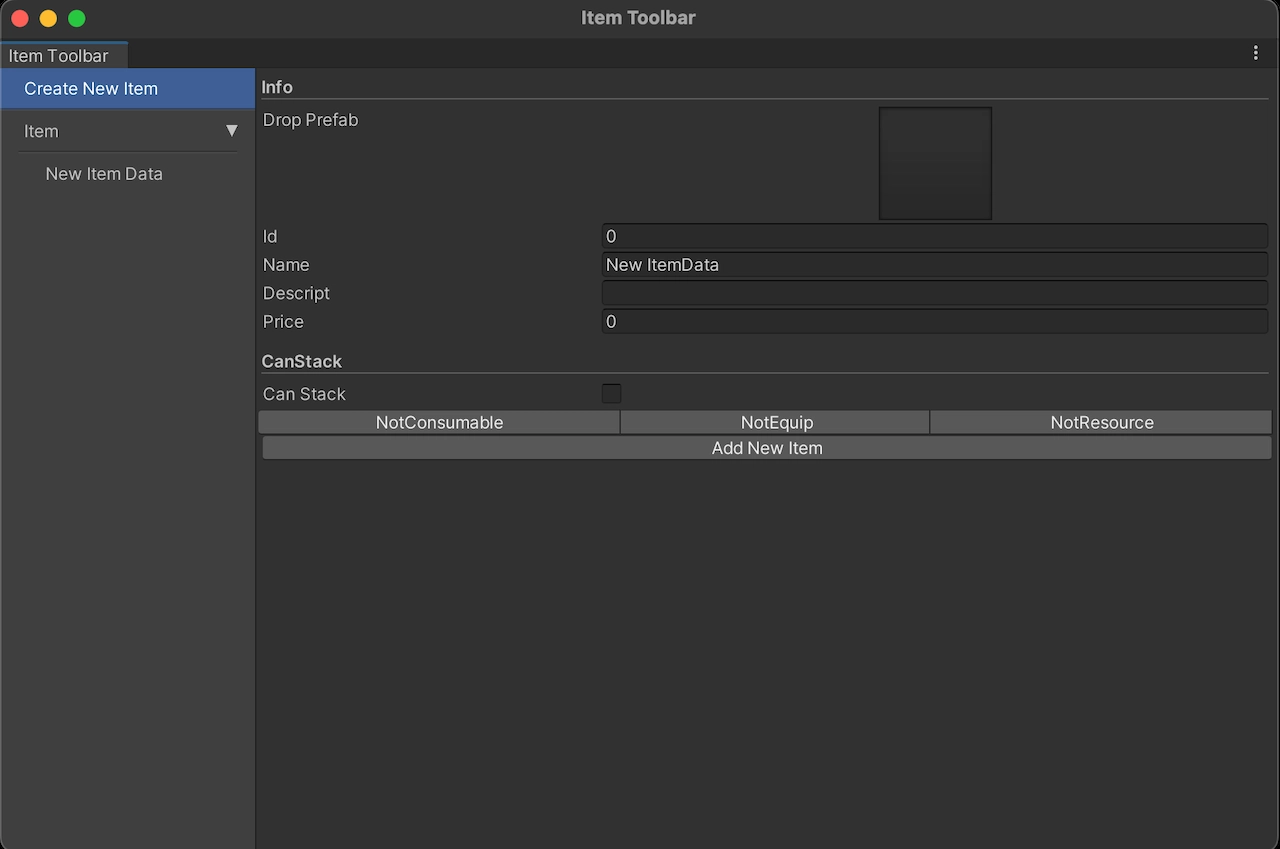 Item Toolbar
Item Toolbar
Create New Item
Item
New Item Data
Info
Drop Prefab
Id 0
Name New ItemData
Descript
Price 0
CanStack
Can Stack
NotConsumable NotEquip NotResource
Add New Item